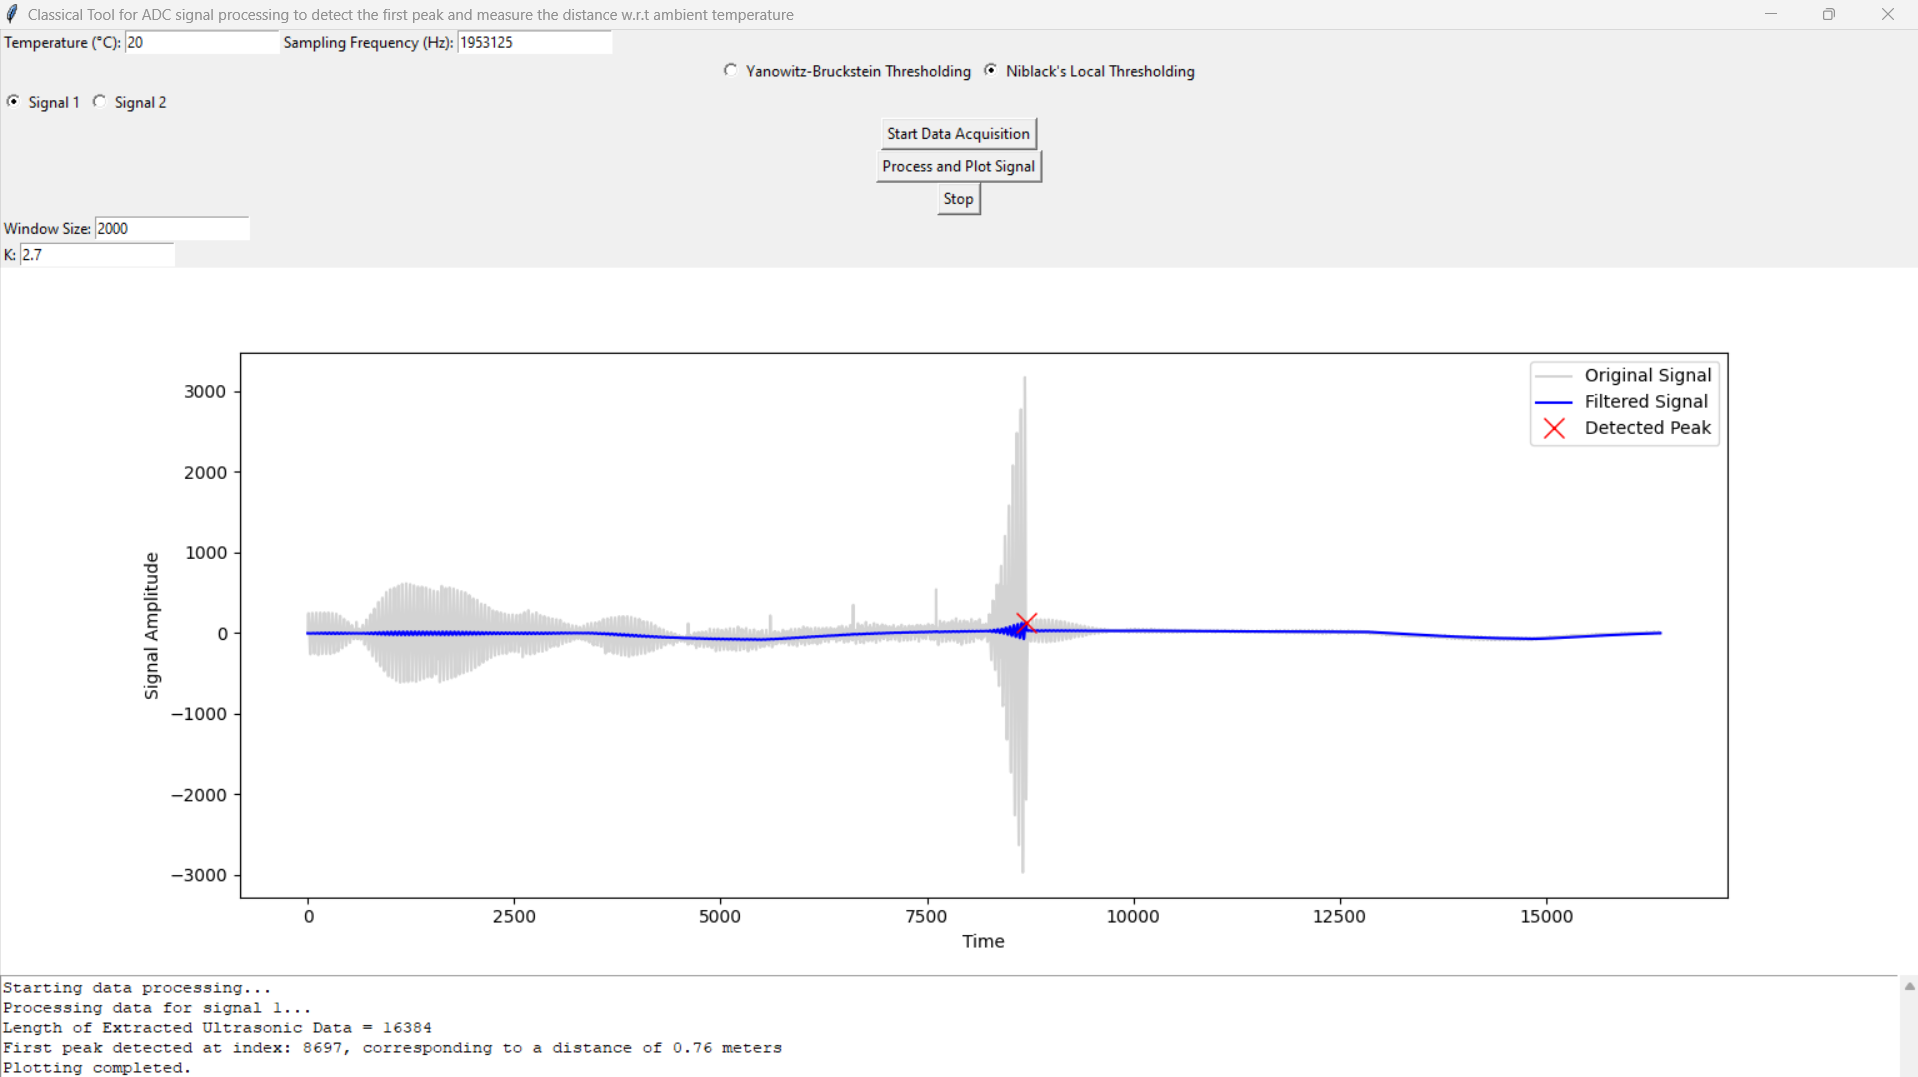 Classical Tool for ADC signal processing to detect the first peak and measure the distance w.r.t ambient temperature
Temperature (°C): 20 Sampling Frequency (Hz): 1953125
Yanowitz-Bruckstein Thresholding Niblack's Local Thresholding
Signal 1 Signal 2
Start Data Acquisition
Process and Plot Signal
Stop
Window Size: 2000
K: 2.7
Original Signal
Filtered Signal
Detected Peak
3000
2000
1000
0
−1000
−2000
−3000
Signal Amplitude
0 2500 5000 7500 10000 12500 15000
Time
Starting data processing...
Processing data for signal 1...
Length of Extracted Ultrasonic Data = 16384
First peak detected at index: 8697, corresponding to a distance of 0.76 meters
Plotting completed.